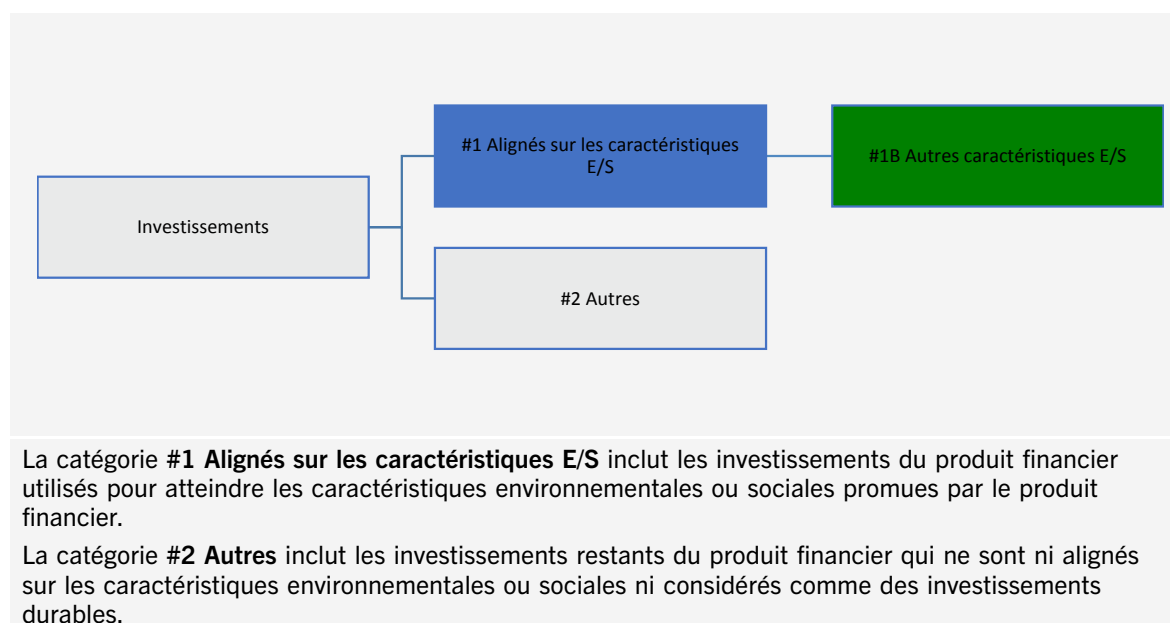 #1 Alignés sur les caractéristiques
E/S
#1B Autres caractéristiques E/S
Investissements
#2 Autres
La catégorie #1 Alignés sur les caractéristiques E/S inclut les investissements du produit financier
utilisés pour atteindre les caractéristiques environnementales ou sociales promues par le produit
financier.
La catégorie #2 Autres inclut les investissements restants du produit financier qui ne sont ni alignés
sur les caractéristiques environnementales ou sociales ni considérés comme des investissements
durables.